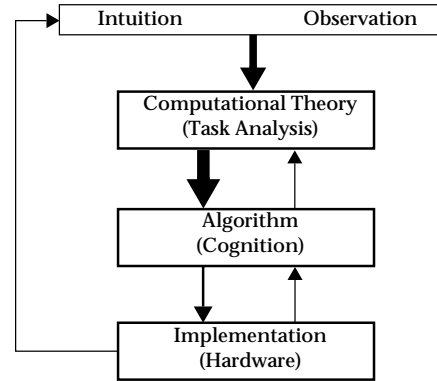 Intuition Observation
Computational Theory
(Task Analysis)
Algorithm
(Cognition)
Implementation
(Hardware)